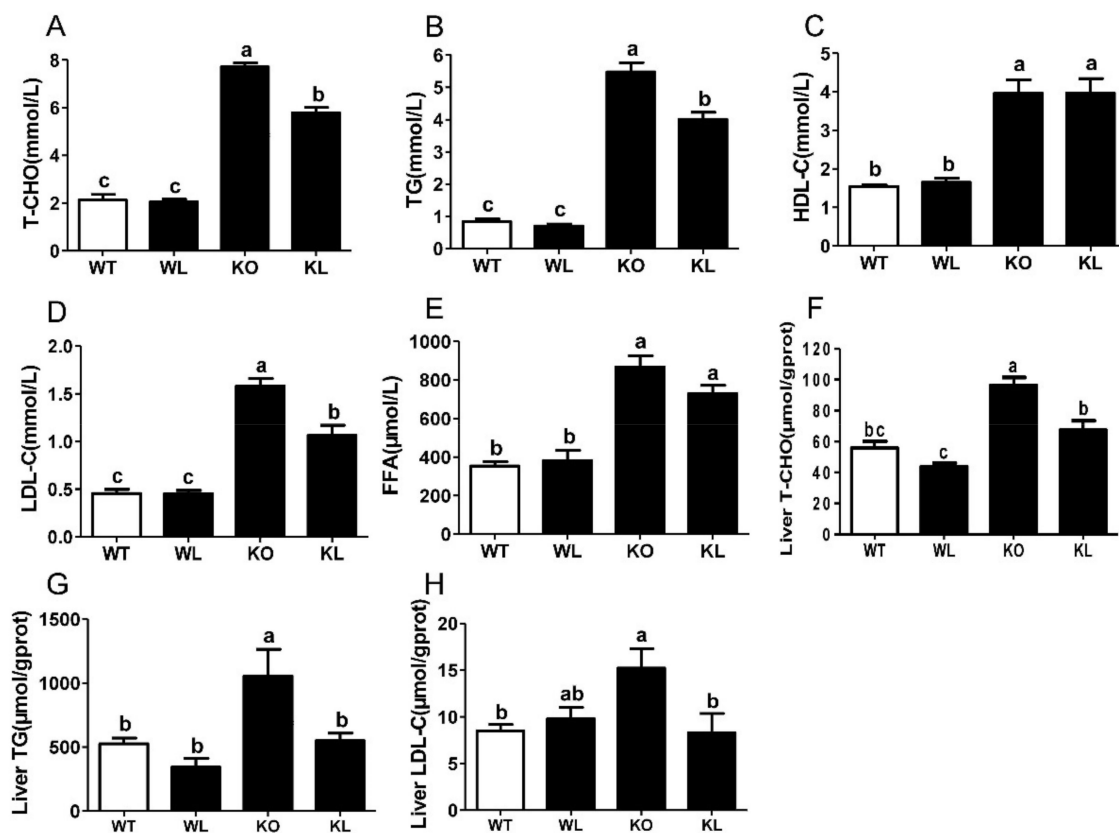 A
T-CHO(mmol/L)
8
6
4
2
0
c
c
a
b
WT WL KO KL
B
TG(mmol/L)
6
5
4
3
2
1
0
c
c
a
b
WT WL KO KL
C
HDL-C(mmol/L)
5
4
3
2
1
0
b
b
a
a
WT WL KO KL
D
LDL-C(mmol/L)
2.0
1.5
1.0
0.5
0.0
c
c
a
b
WT WL KO KL
E
FFA(μmol/L)
1000
800
600
400
200
0
b
b
a
a
WT WL KO KL
F
Liver T-CHO(μmol/gprot)
120
100
80
60
40
20
0
bc
c
a
b
WT WL KO KL
G
Liver TG(μmol/gprot)
1500
1000
500
0
b
b
a
b
WT WL KO KL
H
Liver LDL-C(μmol/gprot)
20
15
10
5
0
b
ab
a
b
WT WL KO KL